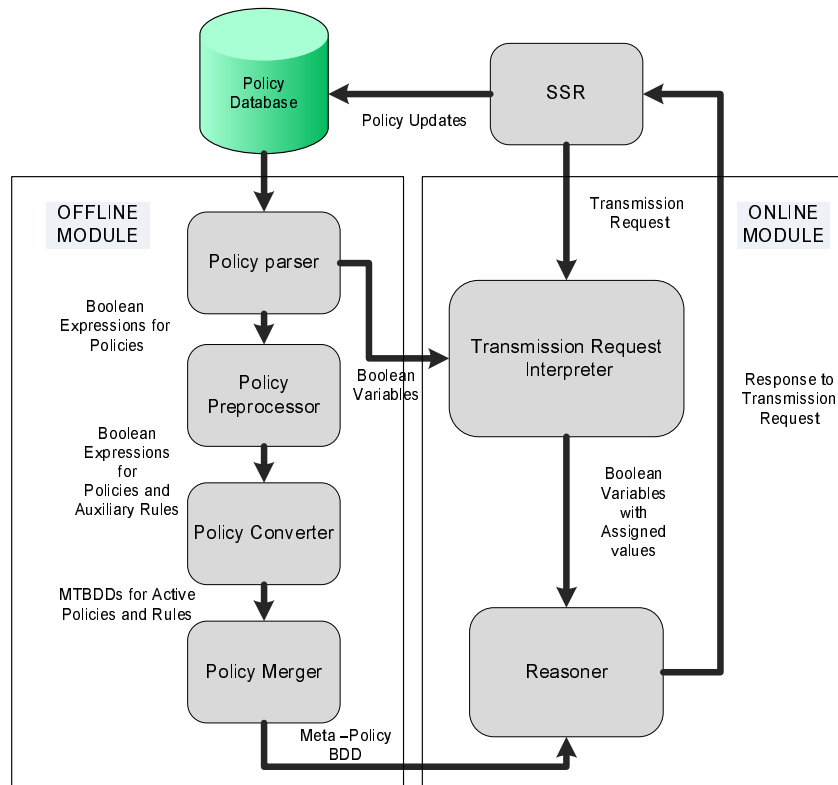 Policy
Database
SSR
Policy Updates
OFFLINE
MODULE
Transmission
Request
ONLINE
MODULE
Policy parser
Boolean
Expressions for
Policies
Boolean
Variables
Transmission Request
Interpreter
Response to
Transmission
Request
Policy
Preprocessor
Boolean
Expressions
for
Policies and
Auxiliary Rules
Boolean
Variables
with
Assigned
values
Policy Converter
MTBDDs for Active
Policies and Rules
Policy Merger
Reasoner
Meta –Policy
BDD